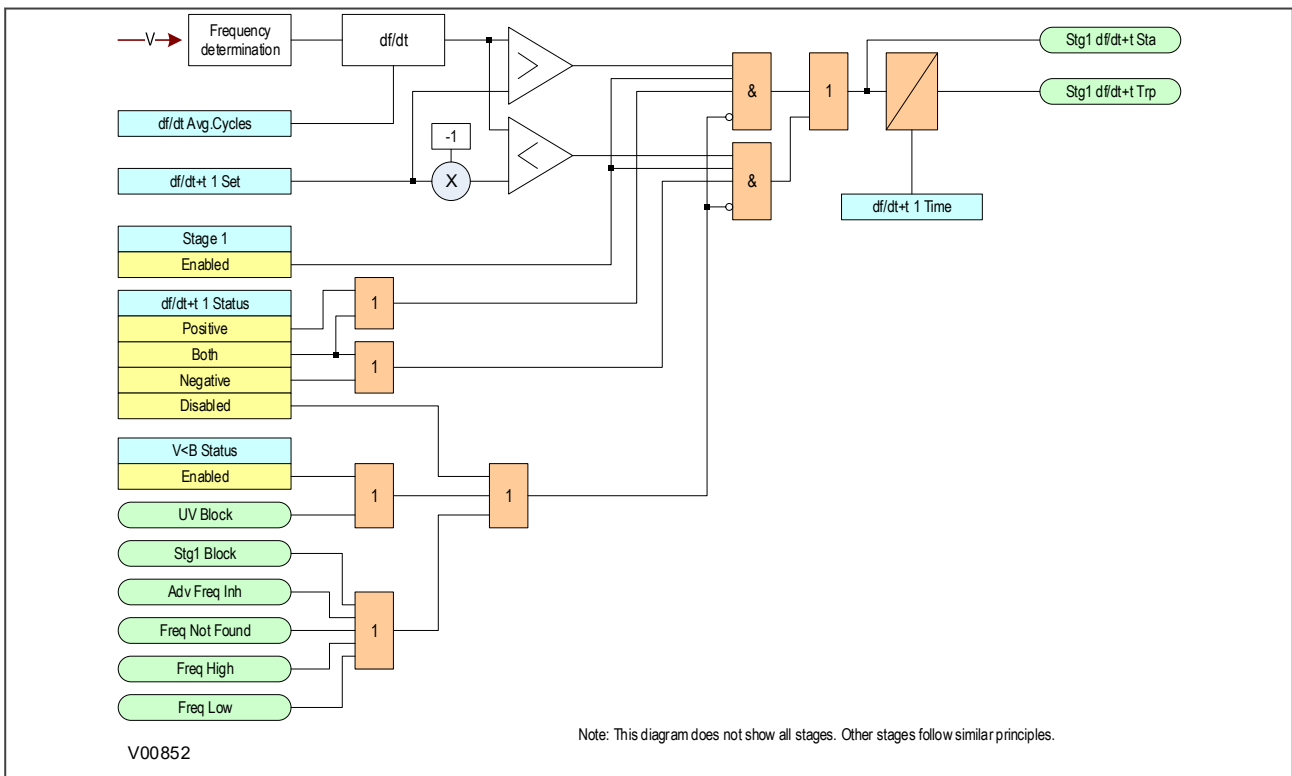 V
Frequency
determination
df/dt
Stg1 df/dt+t Sta
>
&
1
Stg1 df/dt+t Trp
df/dt Avg.Cycles
-1
<
df/dt+t 1 Set
X
&
df/dt+t 1 Time
Stage 1
Enabled
df/dt+t 1 Status
1
Positive
Both
1
Negative
Disabled
V<B Status
Enabled
1
1
UV Block
Stg1 Block
Adv Freq Inh
Freq Not Found
1
Freq High
Freq Low
Note: This diagram does not show all stages. Other stages follow similar principles.
V00852